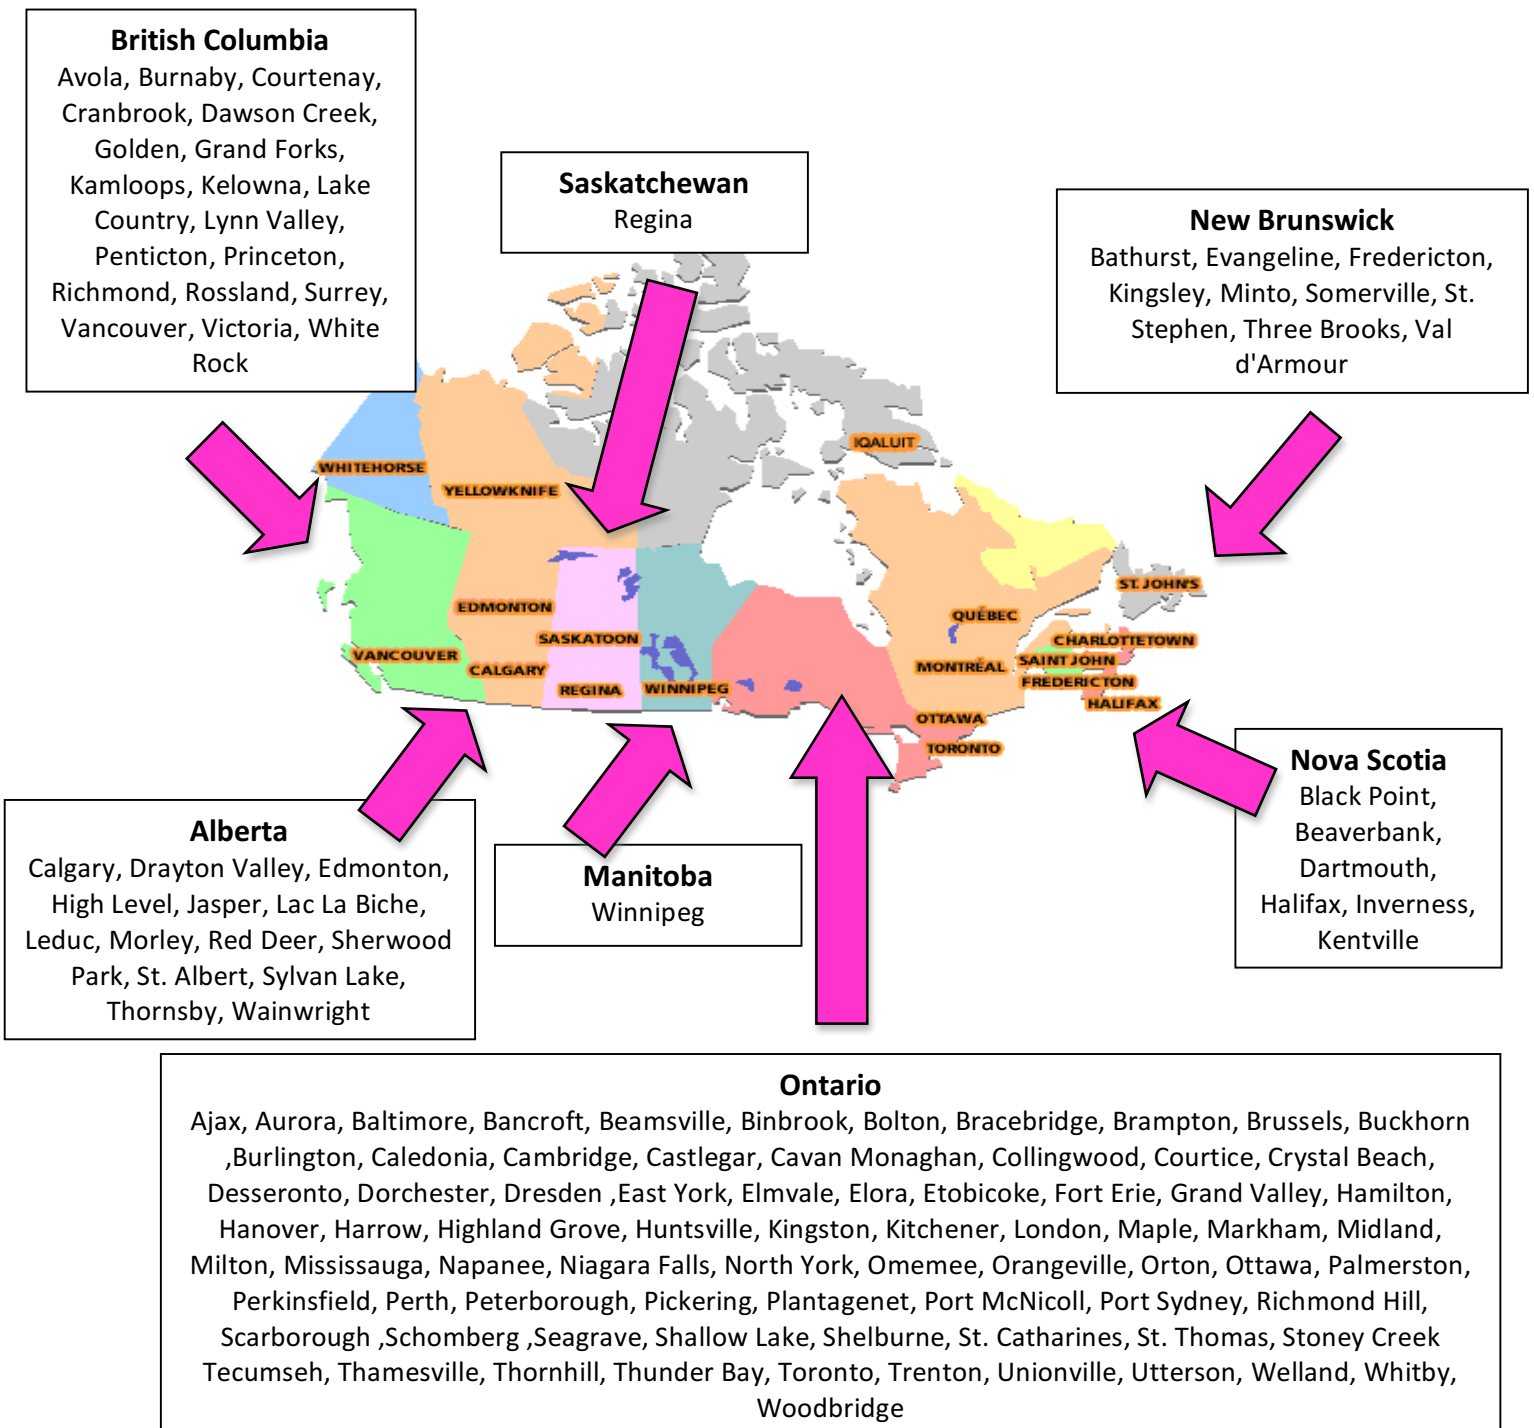 British Columbia
Avola, Burnaby, Courtenay,
Cranbrook, Dawson Creek,
Golden, Grand Forks,
Kamloops, Kelowna, Lake
Country, Lynn Valley,
Penticton, Princeton,
Richmond, Rossland, Surrey,
Vancouver, Victoria, White
Rock
Saskatchewan
Regina
New Brunswick
Bathurst, Evangeline, Fredericton,
Kingsley, Minto, Somerville, St.
Stephen, Three Brooks, Val
d'Armour
IQALUIT
WHITEHORSE
YELLOWKNIFE
ST. JOHN'S
EDMONTON
QUÉBEC
SASKATOON
CHARLOTTETOWN
VANCOUVER
CALGARY
MONTRÉAL
SAINT JOHN
REGINA
WINNIPEG
FREDERICTON
HALIFAX
OTTAWA
TORONTO
Nova Scotia
Black Point,
Beaverbank,
Dartmouth,
Halifax, Inverness,
Kentville
Alberta
Calgary, Drayton Valley, Edmonton,
High Level, Jasper, Lac La Biche,
Leduc, Morley, Red Deer, Sherwood
Park, St. Albert, Sylvan Lake,
Thornsby, Wainwright
Manitoba
Winnipeg
Ontario
Ajax, Aurora, Baltimore, Bancroft, Beamsville, Binbrook, Bolton, Bracebridge, Brampton, Brussels, Buckhorn
,Burlington, Caledonia, Cambridge, Castlegar, Cavan Monaghan, Collingwood, Courtice, Crystal Beach,
Desseronto, Dorchester, Dresden ,East York, Elmvale, Elora, Etobicoke, Fort Erie, Grand Valley, Hamilton,
Hanover, Harrow, Highland Grove, Huntsville, Kingston, Kitchener, London, Maple, Markham, Midland,
Milton, Mississauga, Napanee, Niagara Falls, North York, Omemee, Orangeville, Orton, Ottawa, Palmerston,
Perkinsfield, Perth, Peterborough, Pickering, Plantagenet, Port McNicoll, Port Sydney, Richmond Hill,
Scarborough ,Schomberg ,Seagrave, Shallow Lake, Shelburne, St. Catharines, St. Thomas, Stoney Creek
Tecumseh, Thamesville, Thornhill, Thunder Bay, Toronto, Trenton, Unionville, Utterson, Welland, Whitby,
Woodbridge